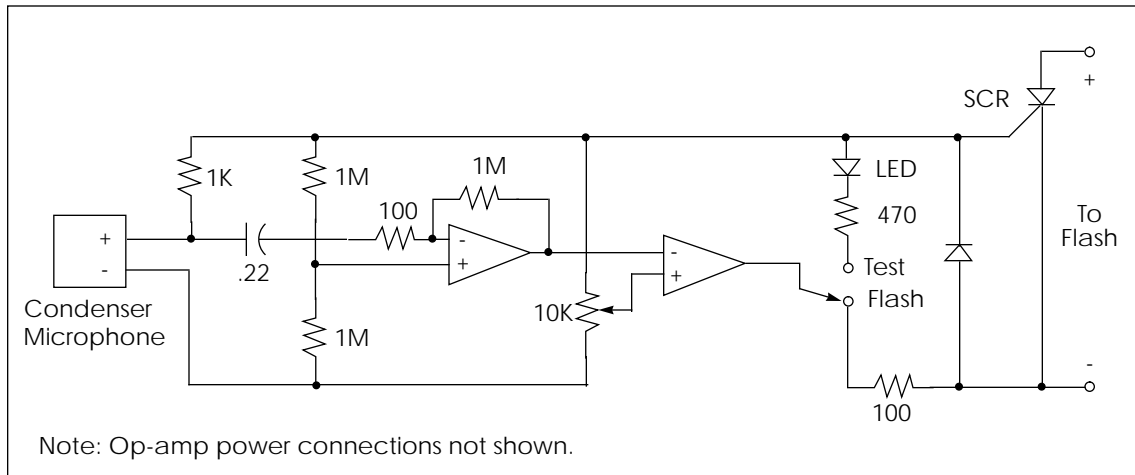 +
SCR
1K
1M
1M
LED
100
470
To
Flash
+
-
-
+
-
+
.22
Test
Flash
10K
Condenser
Microphone
1M
-
100
Note: Op-amp power connections not shown.